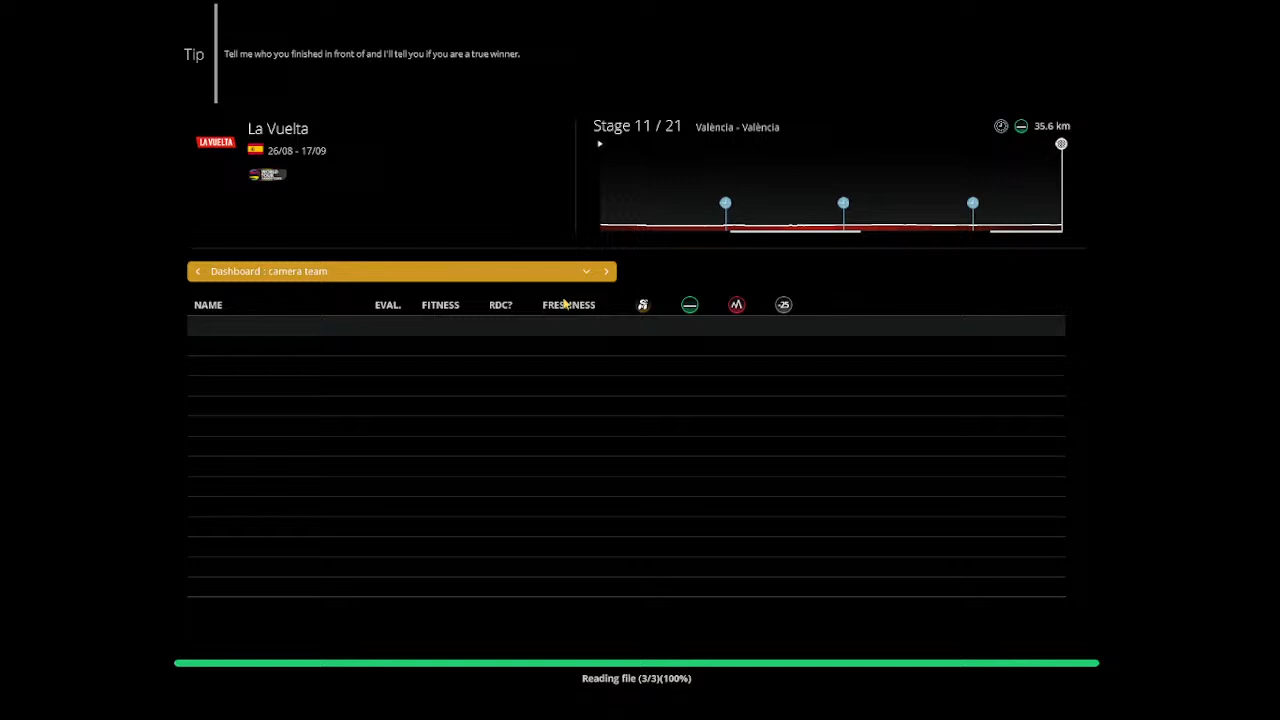 Tip
Tell me who you finished in front of and I'll tell you if you are a true winner.
LA VUELTA
La Vuelta
26/08 - 17/09
Stage 11 / 21 València - València
35.6 km
Dashboard : camera team
NAME EVAL. FITNESS RDC? FRESHNESS -25
Reading file (3/3)(100%)